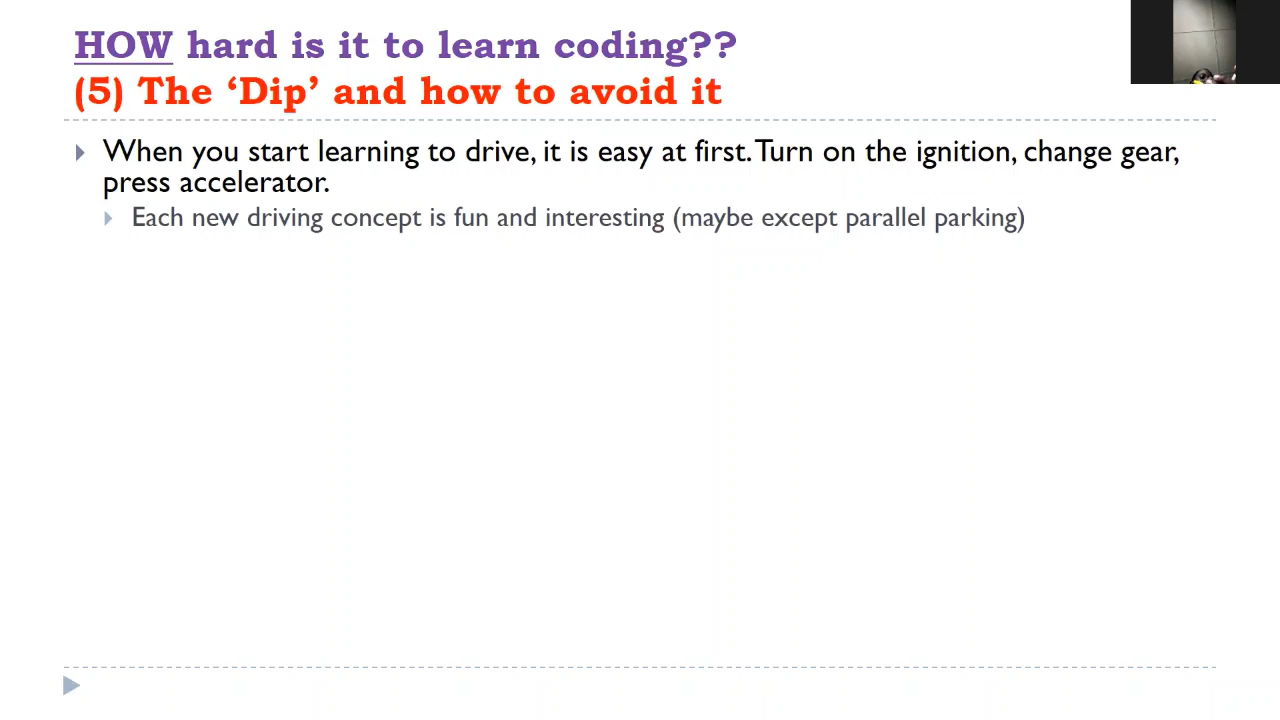 HOW hard is it to learn coding??
(5) The ‘Dip’ and how to avoid it
When you start learning to drive, it is easy at first. Turn on the ignition, change gear,
press accelerator.
Each new driving concept is fun and interesting (maybe except parallel parking)